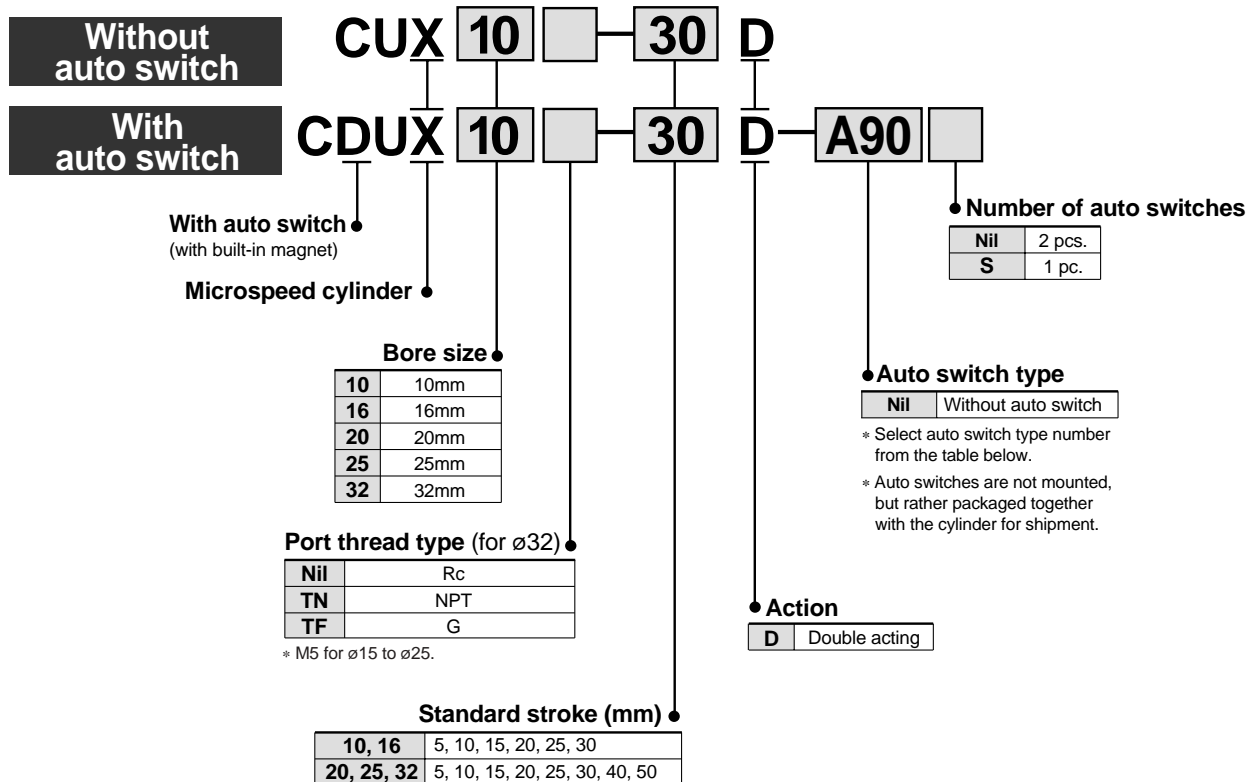 Without
auto switch
CUX 10 - 30 D
With
auto switch
CDUX 10 - 30 D - A90
With auto switch
(with built-in magnet)
Microspeed cylinder
Number of auto switches
Nil 2 pcs.
S 1 pc.
Bore size
10 10mm
16 16mm
20 20mm
25 25mm
32 32mm
Auto switch type
Nil Without auto switch
∗ Select auto switch type number
from the table below.
∗ Auto switches are not mounted,
but rather packaged together
with the cylinder for shipment.
Port thread type (for ø32)
Nil Rc
TN NPT
TF G
∗ M5 for ø15 to ø25.
Action
D Double acting
Standard stroke (mm)
10, 16 5, 10, 15, 20, 25, 30
20, 25, 32 5, 10, 15, 20, 25, 30, 40, 50